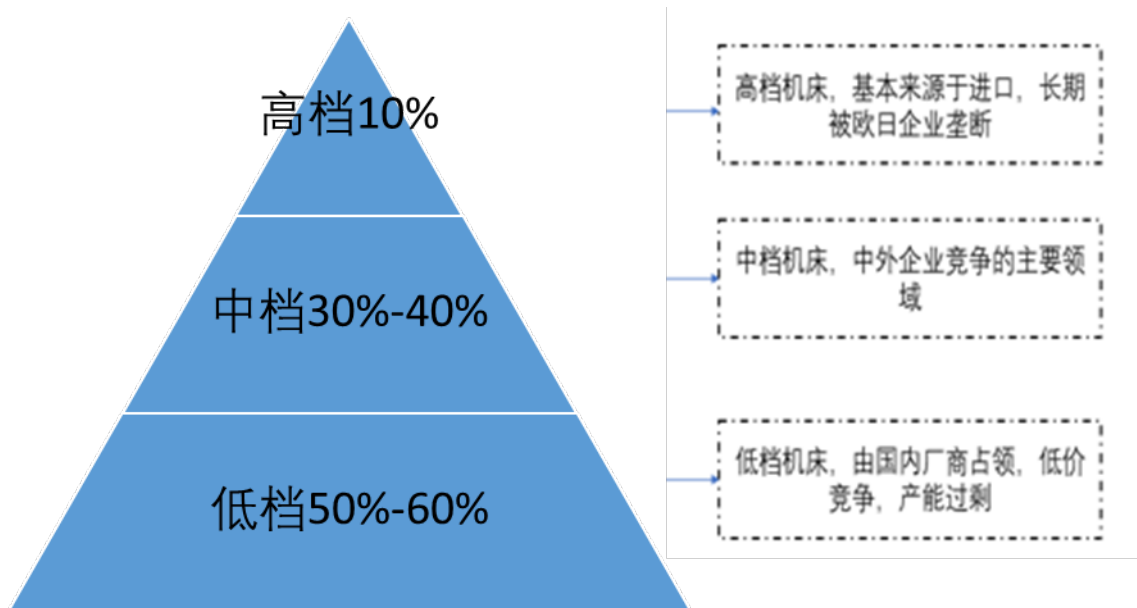 高档10%
高档机床，基本来源于进口，长期
被欧日企业垄断
中档30%-40%
中档机床，中外企业竞争的主要领
域
低档50%-60%
低档机床，由国内厂商占领，低价
竞争，产能过剩